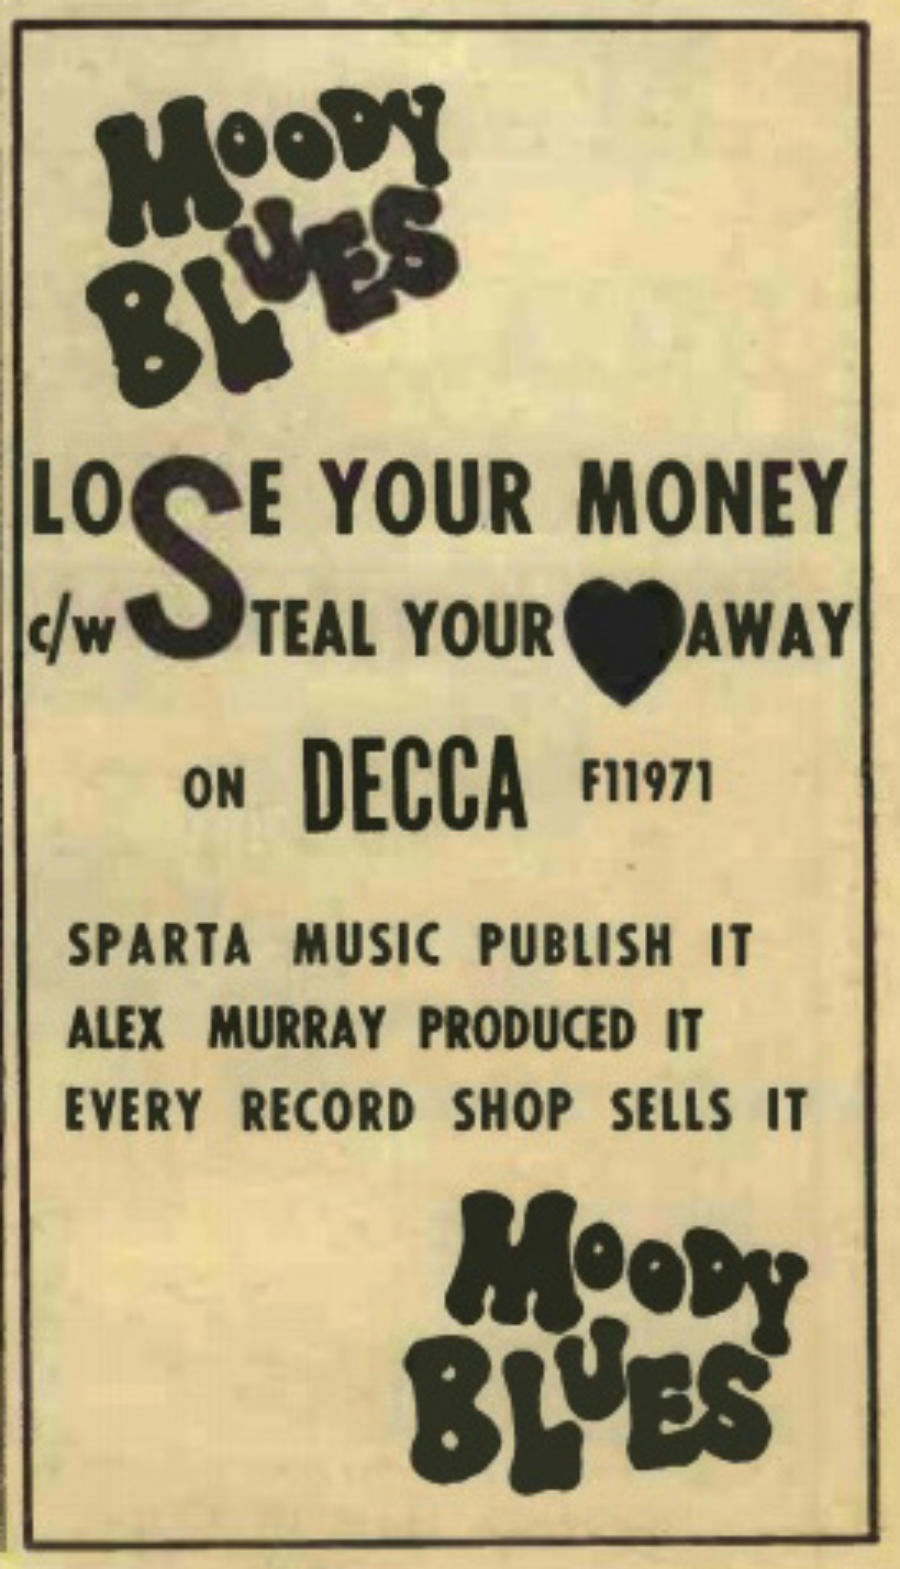 MOODY
BLUES
LOSE YOUR MONEY
c/w STEAL YOUR ♥ AWAY
ON DECCA F11971
SPARTA MUSIC PUBLISH IT
ALEX MURRAY PRODUCED IT
EVERY RECORD SHOP SELLS IT
MOODY
BLUES